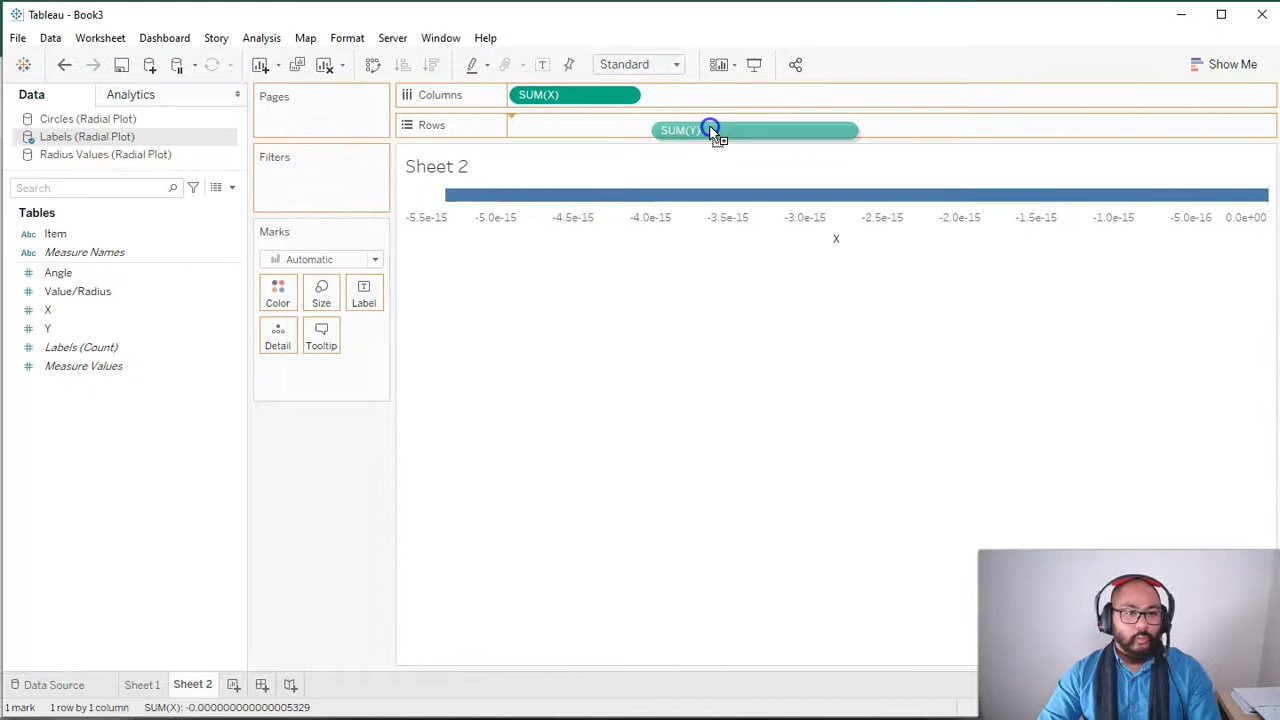 Tableau - Book3
File Data Worksheet Dashboard Story Analysis Map Format Server Window Help
Standard
Show Me
Data Analytics
Pages
Columns SUM(X)
Circles (Radial Plot)
Labels (Radial Plot)
Radius Values (Radial Plot)
Rows SUM(Y)
Filters
Sheet 2
Search
Tables
Abc Item
Abc Measure Names
Angle
Value/Radius
X
Y
Labels (Count)
Measure Values
Marks
Automatic
Color Size Label
Detail Tooltip
-5.5e-15 -5.0e-15 -4.5e-15 -4.0e-15 -3.5e-15 -3.0e-15 -2.5e-15 -2.0e-15 -1.5e-15 -1.0e-15 -5.0e-16 0.0e+00
X
Data Source Sheet 1 Sheet 2
1 mark 1 row by 1 column SUM(X): -0.000000000000005329